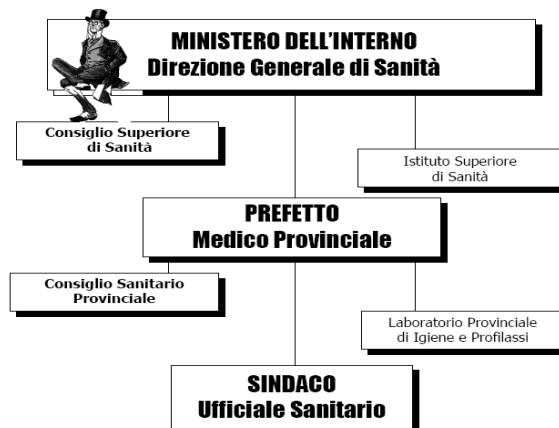 MINISTERO DELL'INTERNO
Direzione Generale di Sanità
Consiglio Superiore
di Sanità
Istituto Superiore
di Sanità
PREFETTO
Medico Provinciale
Consiglio Sanitario
Provinciale
Laboratorio Provinciale
di Igiene e Profilassi
SINDACO
Ufficiale Sanitario